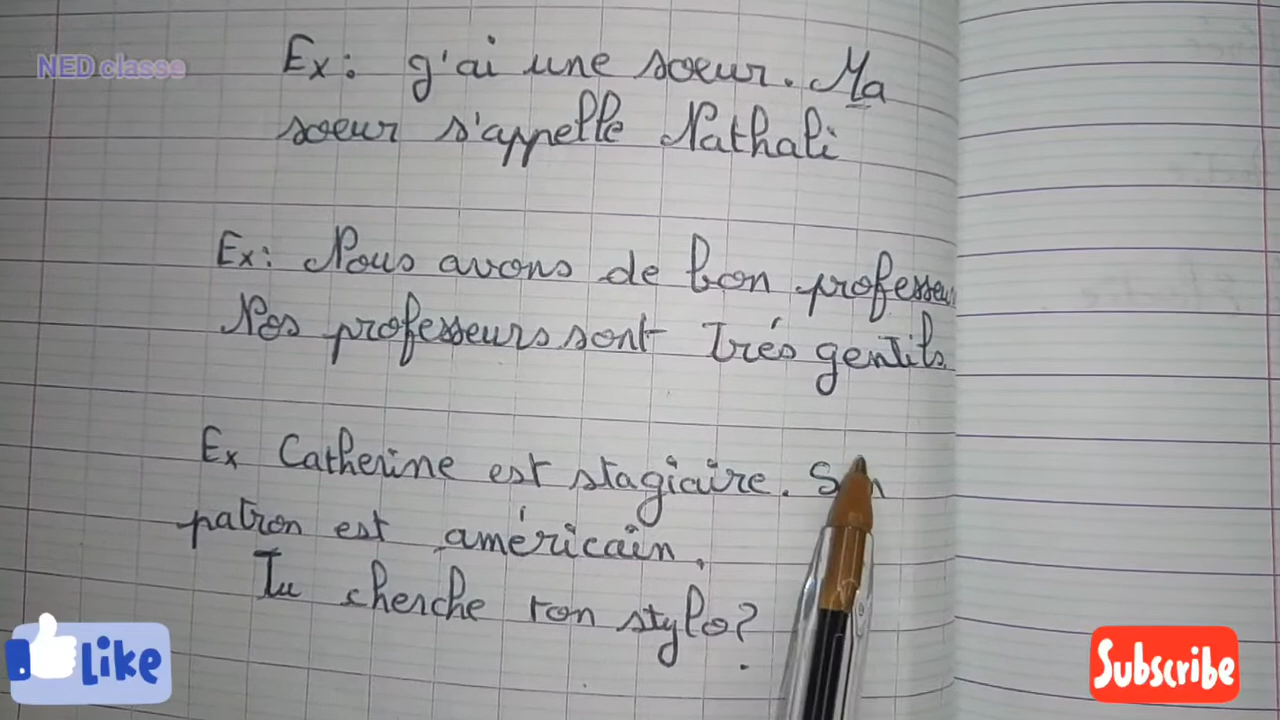 NED classe
Ex: g'ai une soeur. Ma
soeur s'appelle Nathali
Ex: Nous avons de bon professeu
Nos professeurs sont trés gentils.
Ex Catherine est stagiaire. Son
patron est américain.
Tu cherche ton stylo?
Like
Subscribe